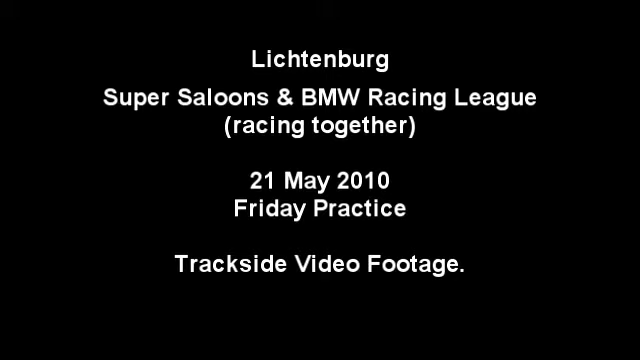 Lichtenburg
Super Saloons & BMW Racing League
(racing together)
21 May 2010
Friday Practice
Trackside Video Footage.